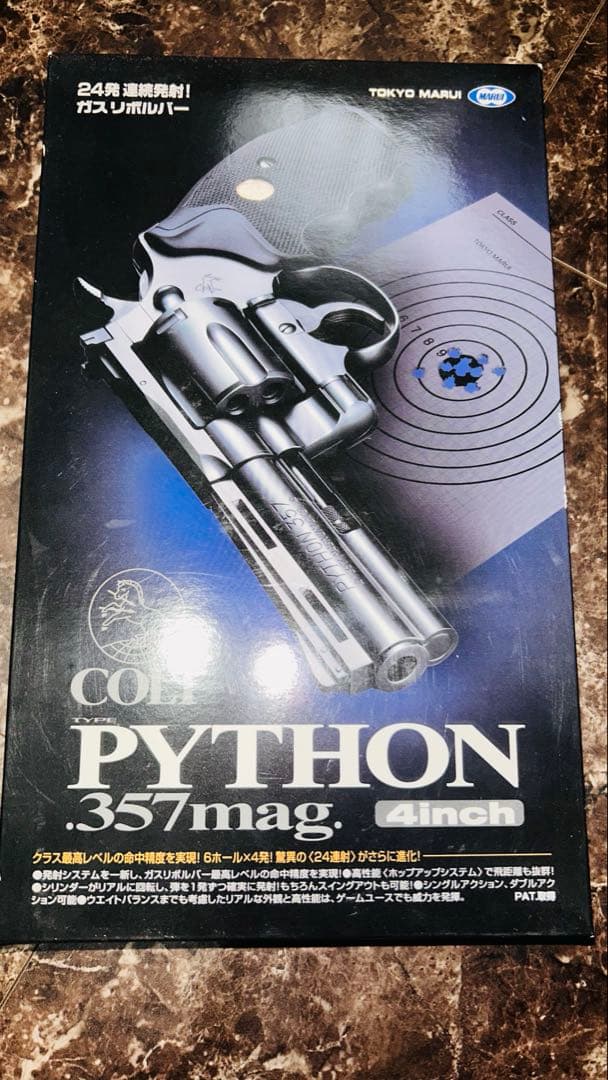 24発 連続発射!
ガスリボルバー
TOKYO MARUI MARUI
CLASS
TOKYO MARUI
6 7 8 9
PYTHON 357
COLT
TYPE
PYTHON
.357mag. 4inch
クラス最高レベルの命中精度を実現!6ホール×4発!驚異の〈24連射〉がさらに進化!
●発射システムを一新し、ガスリボルバー最高レベルの命中精度を実現!●高性能〈ホップアップシステム〉で飛距離も抜群!
●シリンダーがリアルに回転し、弾を1発ずつ確実に発射!もちろんスイングアウトも可能!●シングルアクション、ダブルアク
ション可能●ウエイトバランスまでも考慮したリアルな外観と高性能は、ゲームユースでも威力を発揮。 PAT.取得